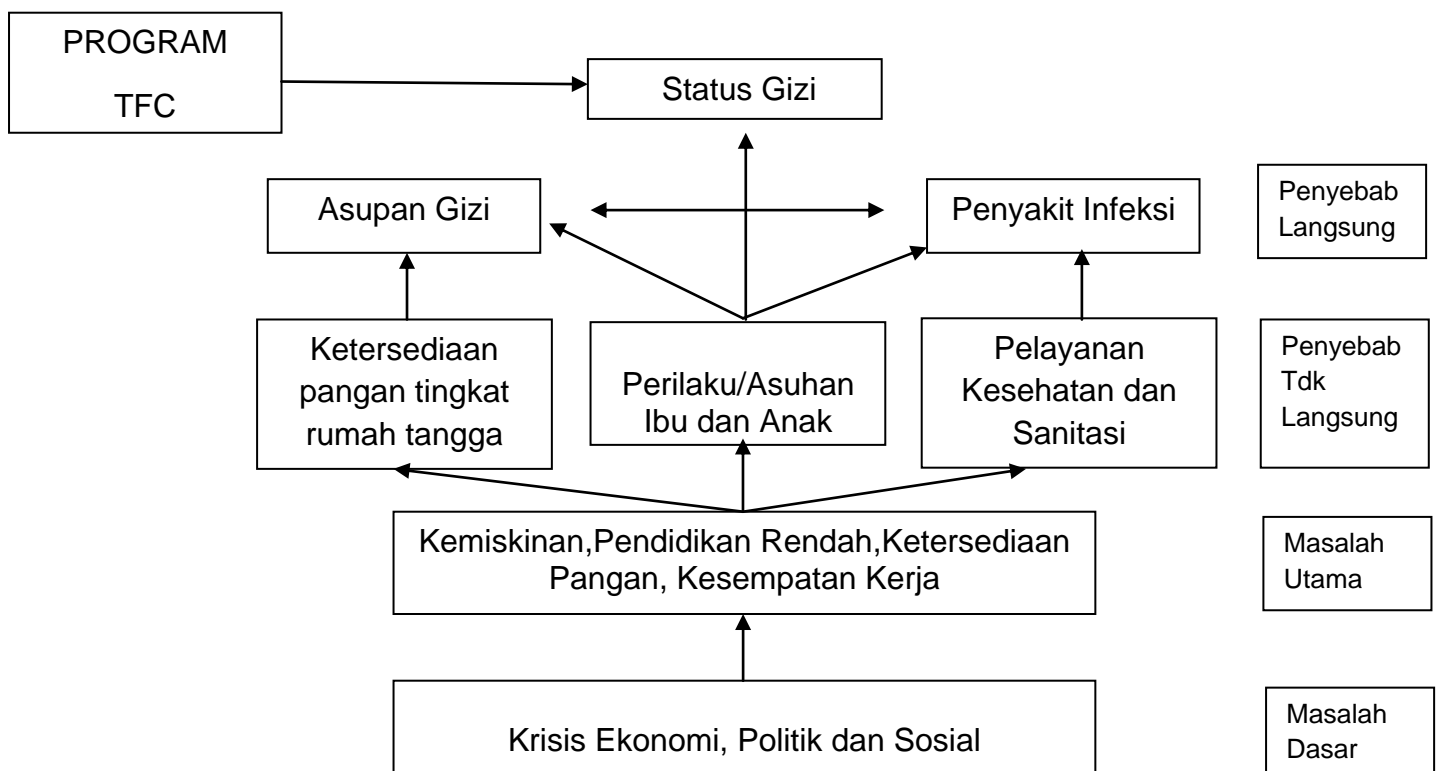 PROGRAM
TFC
Status Gizi
Asupan Gizi
Penyakit Infeksi
Penyebab
Langsung
Ketersediaan
pangan tingkat
rumah tangga
Perilaku/Asuhan
Ibu dan Anak
Pelayanan
Kesehatan dan
Sanitasi
Penyebab
Tdk
Langsung
Kemiskinan,Pendidikan Rendah,Ketersediaan
Pangan, Kesempatan Kerja
Masalah
Utama
Krisis Ekonomi, Politik dan Sosial
Masalah
Dasar